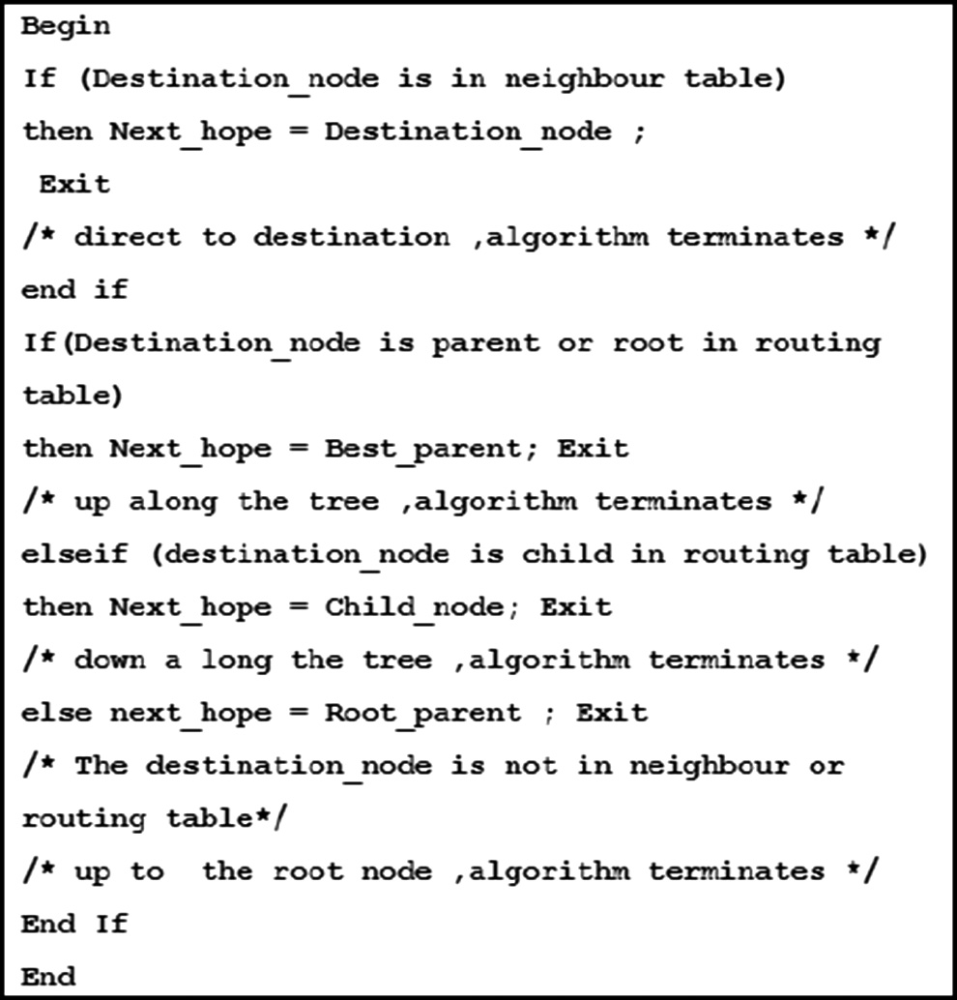 Begin
If (Destination_node is in neighbour table)
then Next_hope = Destination_node ;
Exit
/* direct to destination ,algorithm terminates */
end if
If(Destination_node is parent or root in routing
table)
then Next_hope = Best_parent; Exit
/* up along the tree ,algorithm terminates */
elseif (destination_node is child in routing table)
then Next_hope = Child_node; Exit
/* down a long the tree ,algorithm terminates */
else next_hope = Root_parent ; Exit
/* The destination_node is not in neighbour or
routing table*/
/* up to  the root node ,algorithm terminates */
End If
End